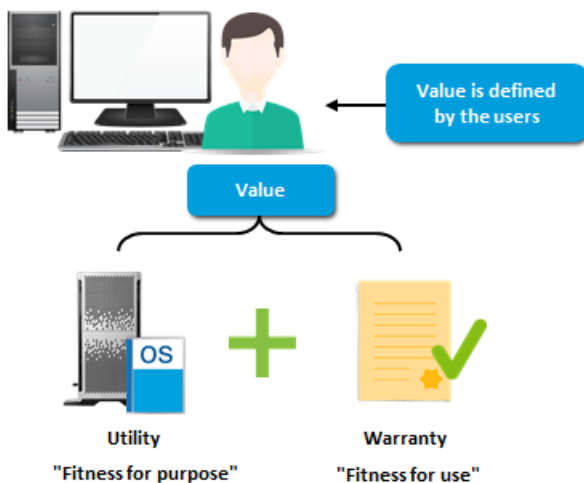 Value is defined
by the users
Value
OS
Utility
Warranty
"Fitness for purpose"
"Fitness for use"